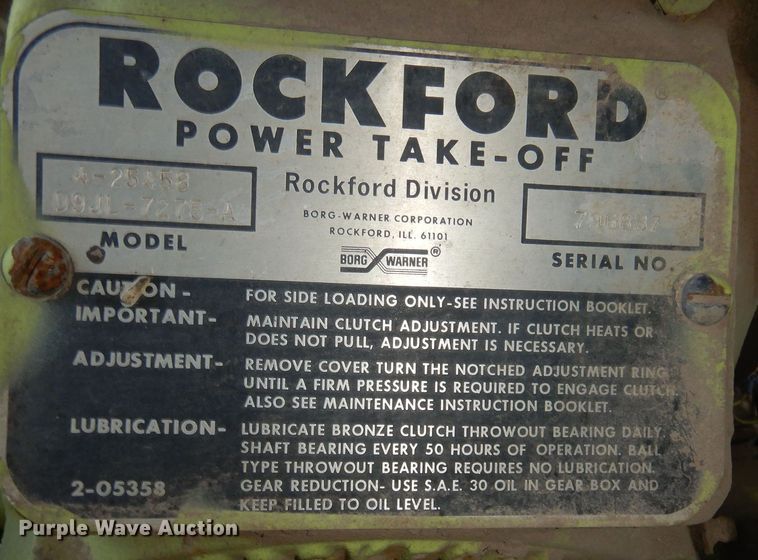 ROCKFORD ®
POWER TAKE-OFF
Rockford Division
BORG-WARNER CORPORATION
ROCKFORD, ILL. 61101
MODEL
BORG WARNER ®
SERIAL NO.
CAUTION - FOR SIDE LOADING ONLY-SEE INSTRUCTION BOOKLET.
IMPORTANT- MAINTAIN CLUTCH ADJUSTMENT. IF CLUTCH HEATS OR
DOES NOT PULL, ADJUSTMENT IS NECESSARY.
ADJUSTMENT- REMOVE COVER TURN THE NOTCHED ADJUSTMENT RING
UNTIL A FIRM PRESSURE IS REQUIRED TO ENGAGE CLUTCH.
ALSO SEE MAINTENANCE INSTRUCTION BOOKLET.
LUBRICATION- LUBRICATE BRONZE CLUTCH THROWOUT BEARING DAILY.
SHAFT BEARING EVERY 50 HOURS OF OPERATION. BALL
TYPE THROWOUT BEARING REQUIRES NO LUBRICATION.
2-05358 GEAR REDUCTION- USE S.A.E. 30 OIL IN GEAR BOX AND
KEEP FILLED TO OIL LEVEL.
Purple Wave Auction